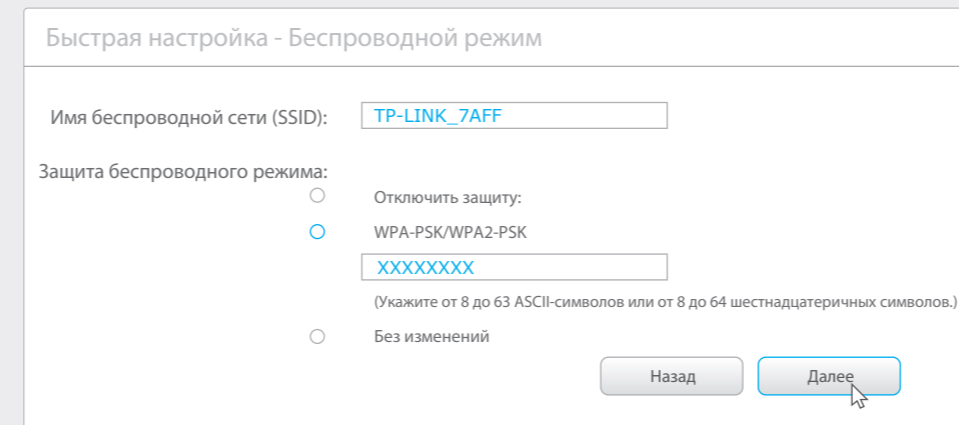 Быстрая настройка - Беспроводной режим
Имя беспроводной сети (SSID): TP-LINK_7AFF
Защита беспроводного режима:
Отключить защиту:
WPA-PSK/WPA2-PSK
XXXXXXXX
(Укажите от 8 до 63 ASCII-символов или от 8 до 64 шестнадцатеричных символов.)
Без изменений
Назад Далее